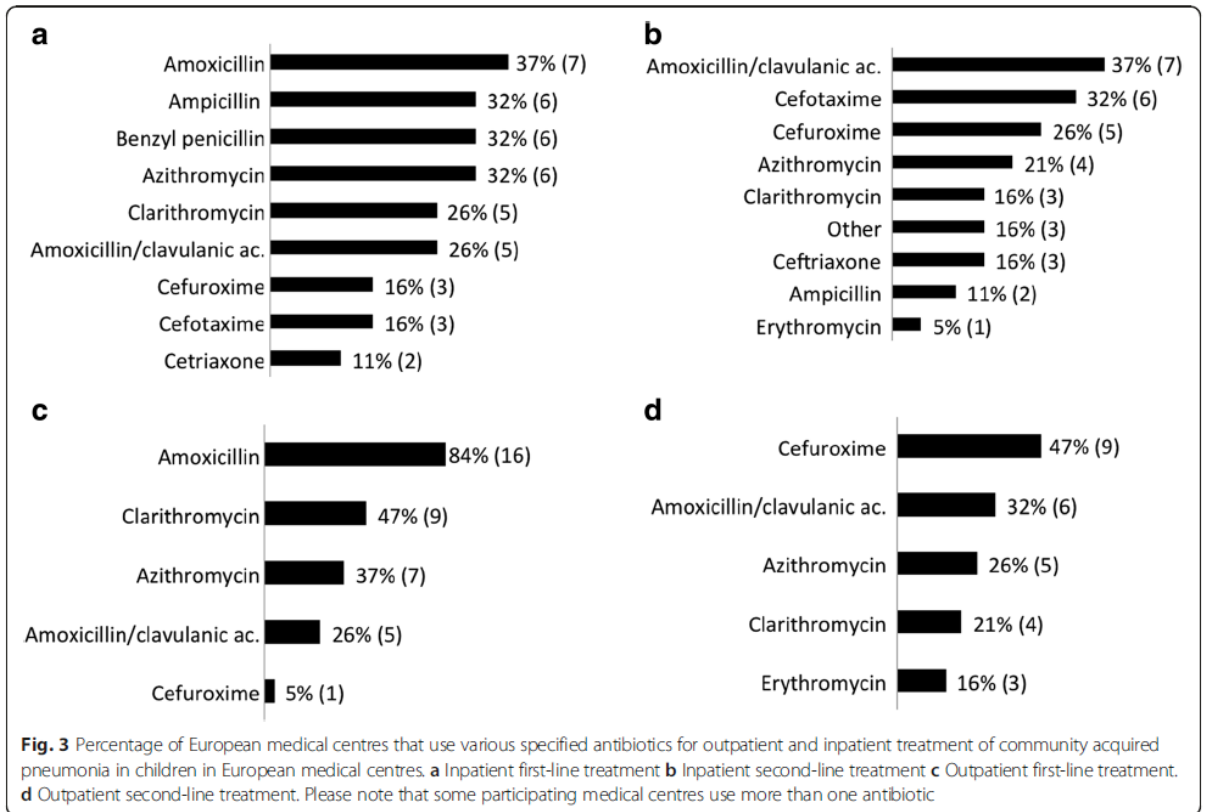 a
Amoxicillin 37% (7)
Ampicillin 32% (6)
Benzyl penicillin 32% (6)
Azithromycin 32% (6)
Clarithromycin 26% (5)
Amoxicillin/clavulanic ac. 26% (5)
Cefuroxime 16% (3)
Cefotaxime 16% (3)
Cetriaxone 11% (2)
b
Amoxicillin/clavulanic ac. 37% (7)
Cefotaxime 32% (6)
Cefuroxime 26% (5)
Azithromycin 21% (4)
Clarithromycin 16% (3)
Other 16% (3)
Ceftriaxone 16% (3)
Ampicillin 11% (2)
Erythromycin 5% (1)
c
Amoxicillin 84% (16)
Clarithromycin 47% (9)
Azithromycin 37% (7)
Amoxicillin/clavulanic ac. 26% (5)
Cefuroxime 5% (1)
d
Cefuroxime 47% (9)
Amoxicillin/clavulanic ac. 32% (6)
Azithromycin 26% (5)
Clarithromycin 21% (4)
Erythromycin 16% (3)
Fig. 3 Percentage of European medical centres that use various specified antibiotics for outpatient and inpatient treatment of community acquired
pneumonia in children in European medical centres. a Inpatient first-line treatment b Inpatient second-line treatment c Outpatient first-line treatment.
d Outpatient second-line treatment. Please note that some participating medical centres use more than one antibiotic